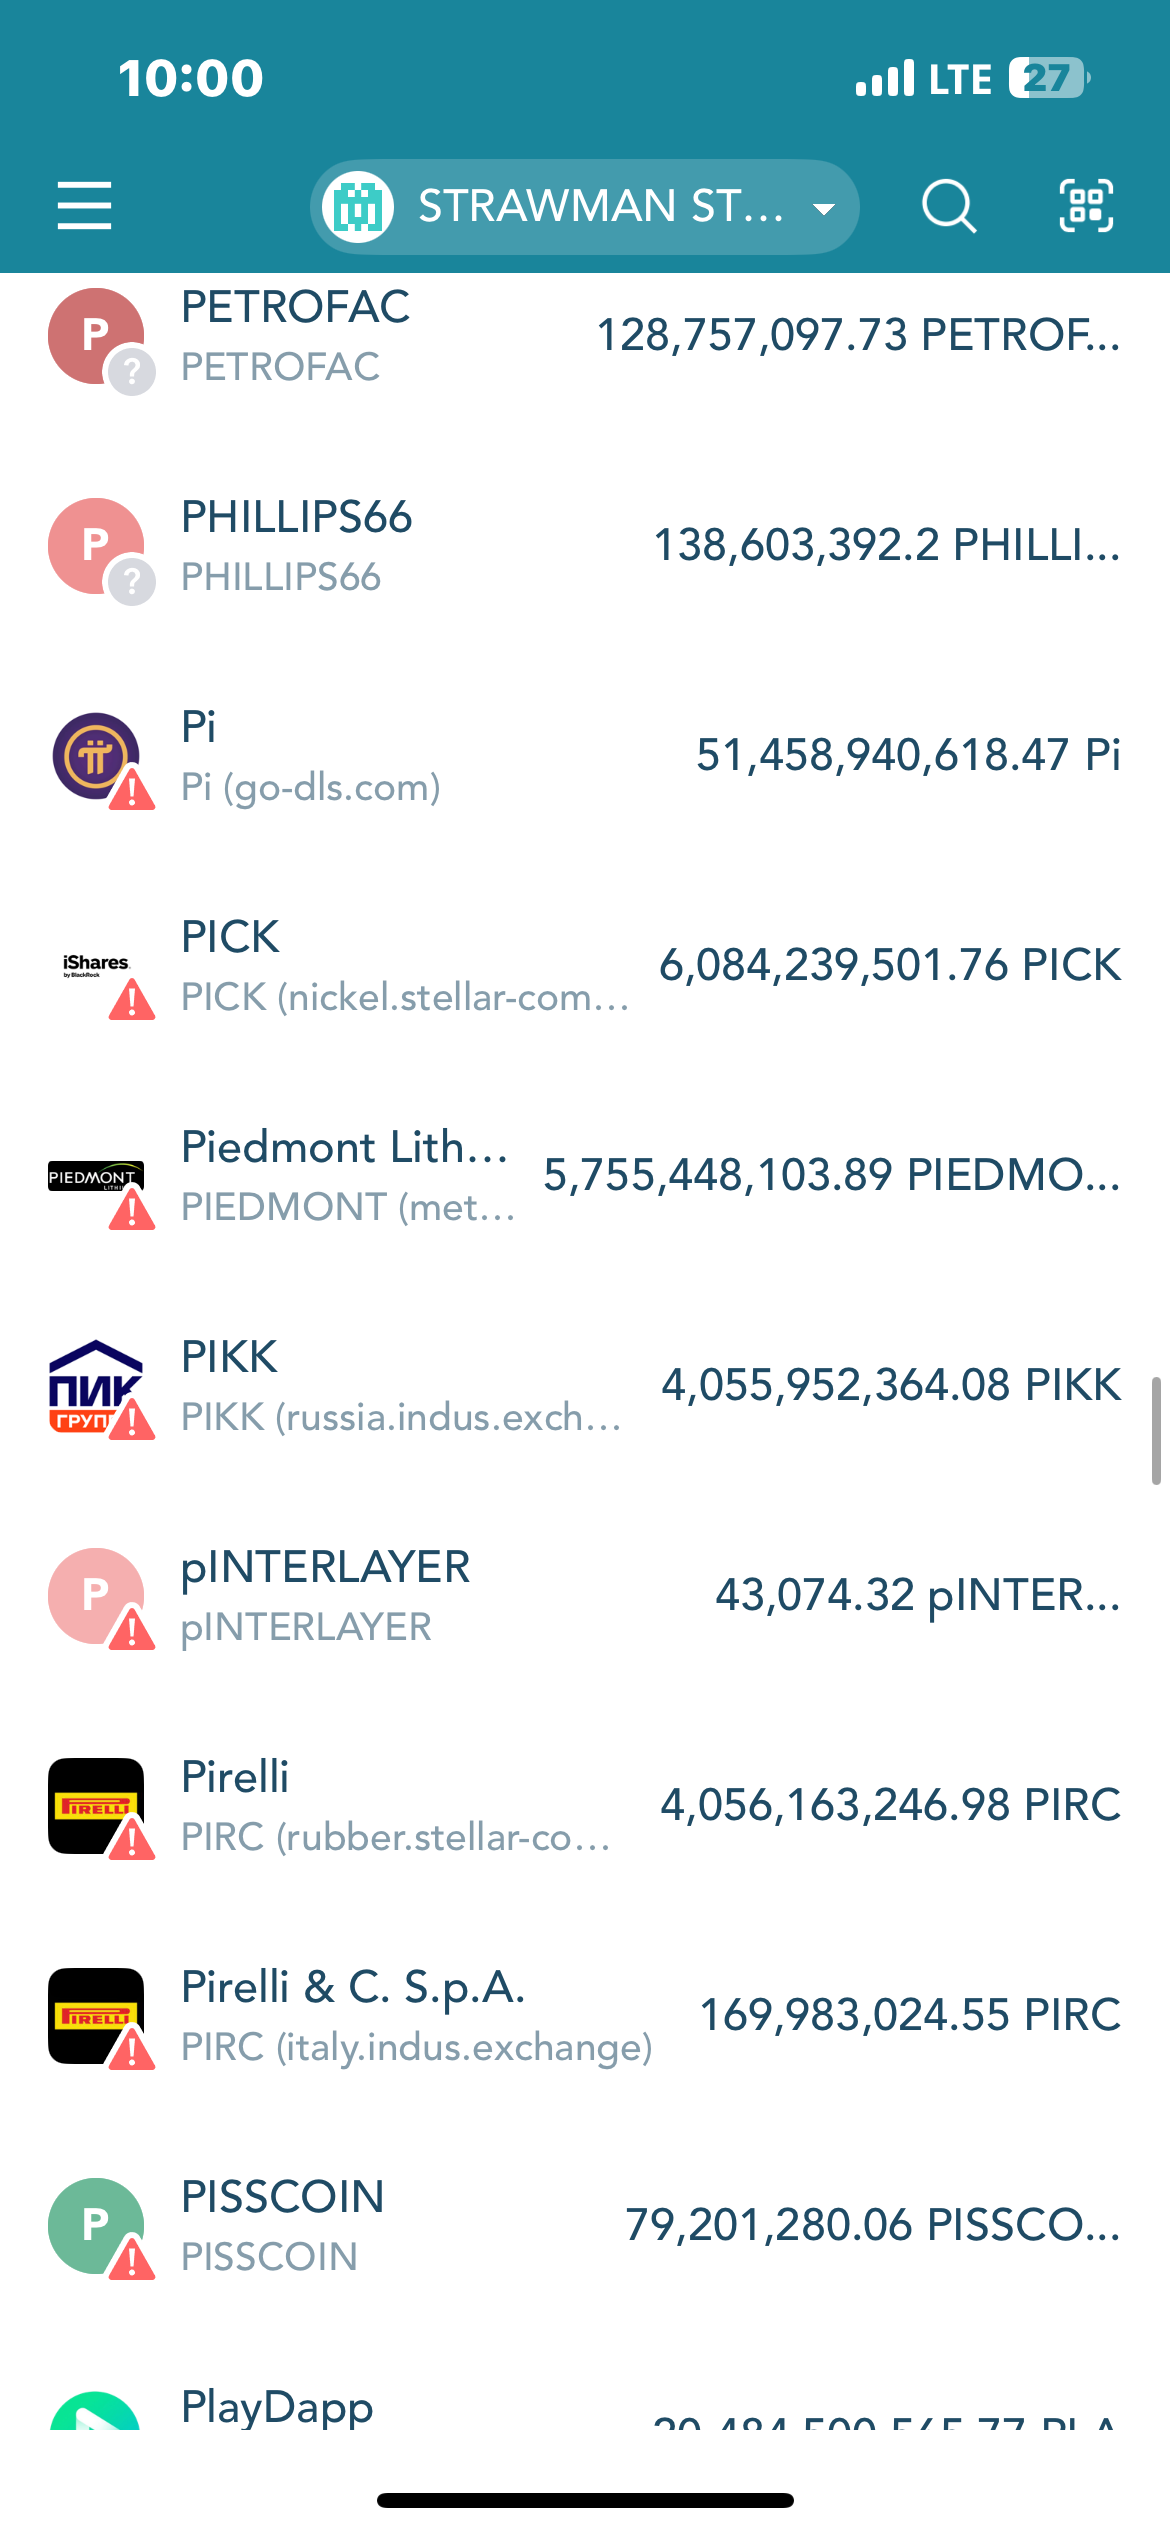 10:00
LTE 27
STRAWMAN ST...
P
PETROFAC
128,757,097.73 PETROF...
?
PETROFAC
P
PHILLIPS66
138,603,392.2 PHILLI...
?
PHILLIPS66
Pi
51,458,940,618.47 Pi
Pi (go-dls.com)
PICK
iShares.
by BlackRock
6,084,239,501.76 PICK
PICK (nickel.stellar-com...
Piedmont Lith...
PIEDMONT
5,755,448,103.89 PIEDMO...
PIEDMONT (met...
PIKK
ПИК
ГРУП
4,055,952,364.08 PIKK
PIKK (russia.indus.exch...
P
pINTERLAYER
43,074.32 pINTER...
pINTERLAYER
Pirelli
PIRELLI
4,056,163,246.98 PIRC
PIRC (rubber.stellar-co...
Pirelli & C. S.p.A.
PIRELLI
169,983,024.55 PIRC
PIRC (italy.indus.exchange)
P
PISSCOIN
79,201,280.06 PISSCO...
PISSCOIN
PlayDapp